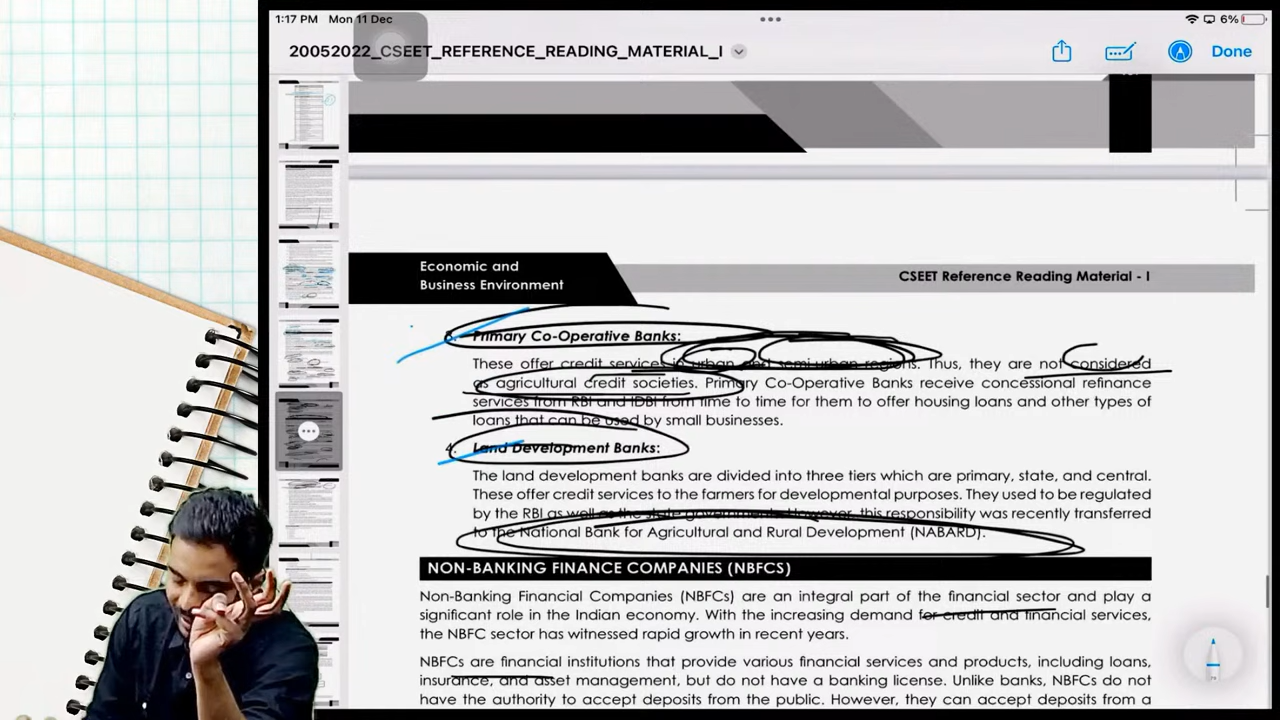 1:17 PM Mon 11 Dec
6%
20052022_CSEET_REFERENCE_READING_MATERIAL_I
Done
Economic and
Business Environment
CSEET Reference Reading Material - I
Co-Operative Banks:
These offer credit Thus, they are not considered
agricultural credit societies. Primary Co-Operative Banks receive concessional refinance
services from RBI and IDBI from time to time for them to offer housing loans and other types of
loans that can be used by small businesses.
4. Land Development Banks:
The land development banks are divided into three tiers which are primary, state, and central.
These offer credit services to the farmers for developmental purposes. They used to be regulated
by the RBI as well as the state governments However, this responsibility was recently transferred
to the National Bank for Agricultural and Rural Development (NABARD).
NON-BANKING FINANCE COMPANIES (NBFCS)
Non-Banking Financial Companies (NBFCs) are an integral part of the financial sector and play a
significant role in the Indian economy. With the increasing demand for credit and financial services,
the NBFC sector has witnessed rapid growth in recent years.
NBFCs are financial institutions that provide various financial services and products, including loans,
insurance, and asset management, but do not have a banking license. Unlike banks, NBFCs do not
have the authority to accept deposits from the public. However, they can accept deposits from a